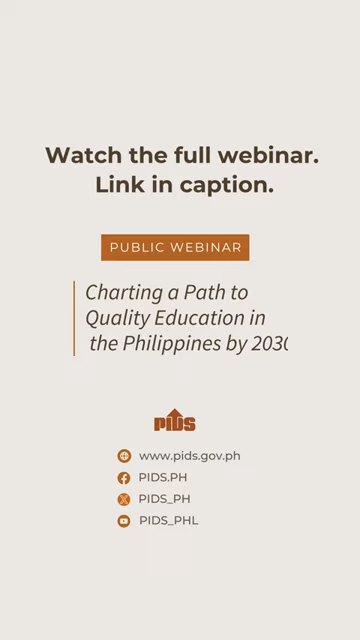 Watch the full webinar.
Link in caption.
PUBLIC WEBINAR
Charting a Path to
Quality Education in
the Philippines by 2030
PIDS
www.pids.gov.ph
PIDS.PH
PIDS_PH
PIDS_PHL